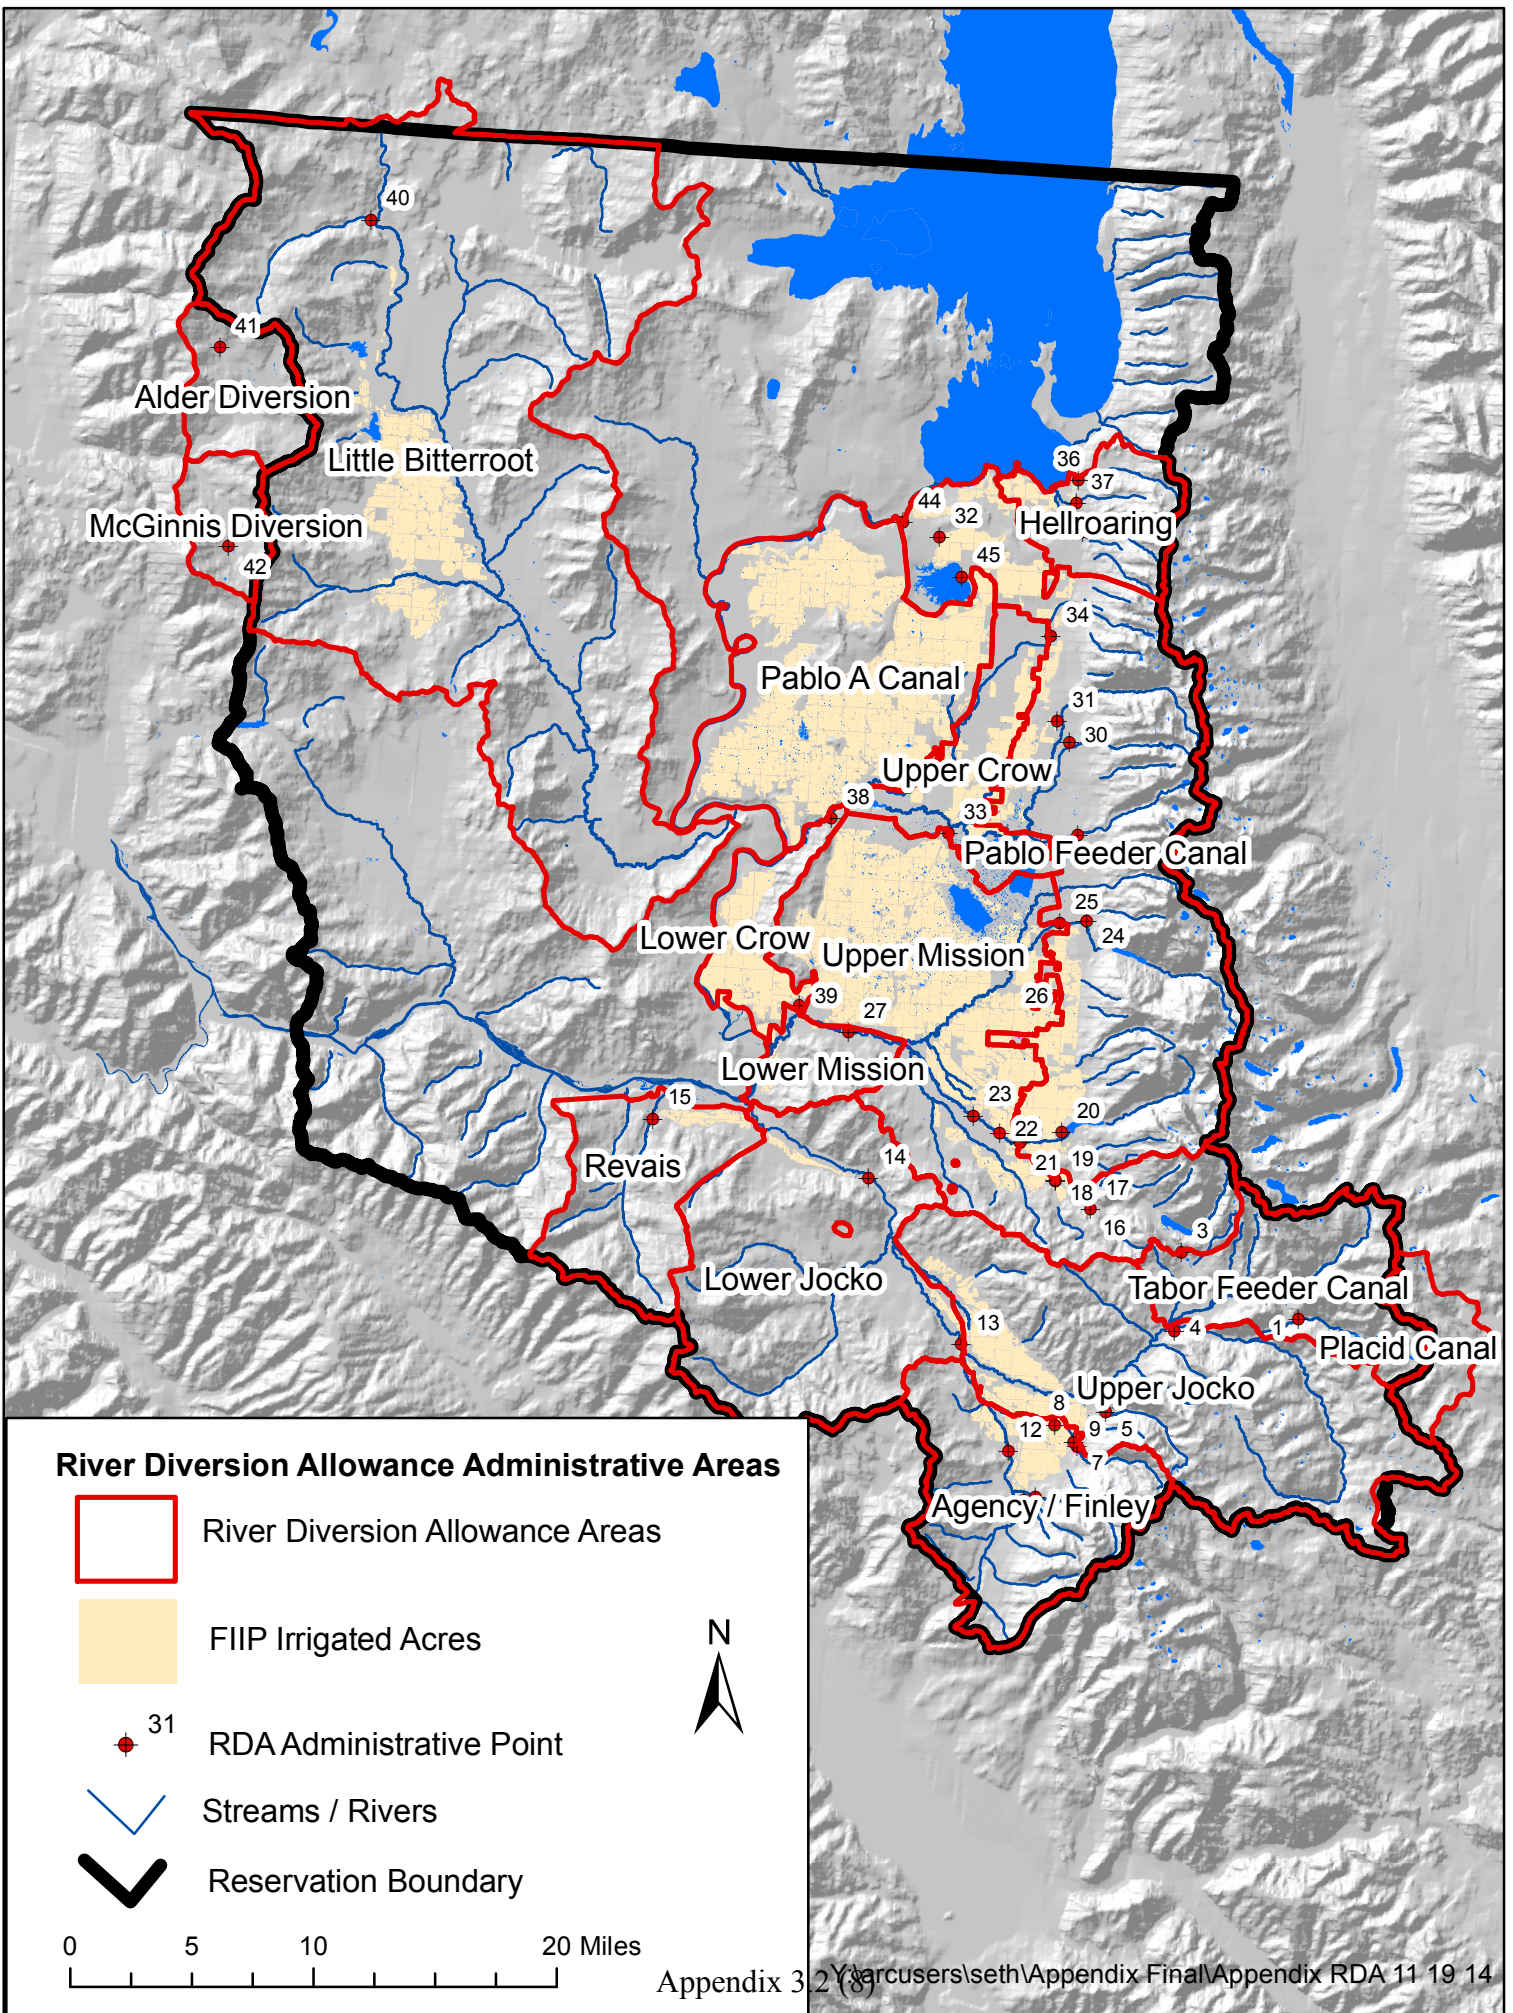 40
41
Alder Diversion
Little Bitterroot
36
37
44
32
Hellroaring
McGinnis Diversion
45
42
34
Pablo A Canal
31
30
Upper Crow
38
33
Pablo Feeder Canal
25
24
Lower Crow
Upper Mission
26
39
27
Lower Mission
15
23
20
22
14
Revais
21
19
18
17
16
3
Lower Jocko
Tabor Feeder Canal
13
4
1
Placid Canal
Upper Jocko
8
12
9
5
7
Agency / Finley
River Diversion Allowance Administrative Areas
River Diversion Allowance Areas
FIIP Irrigated Acres
N
31
RDA Administrative Point
Streams / Rivers
Reservation Boundary
0 5 10 20 Miles
Appendix 3.2 (8)
Y:\arcusers\seth\Appendix Final\Appendix RDA 11 19 14